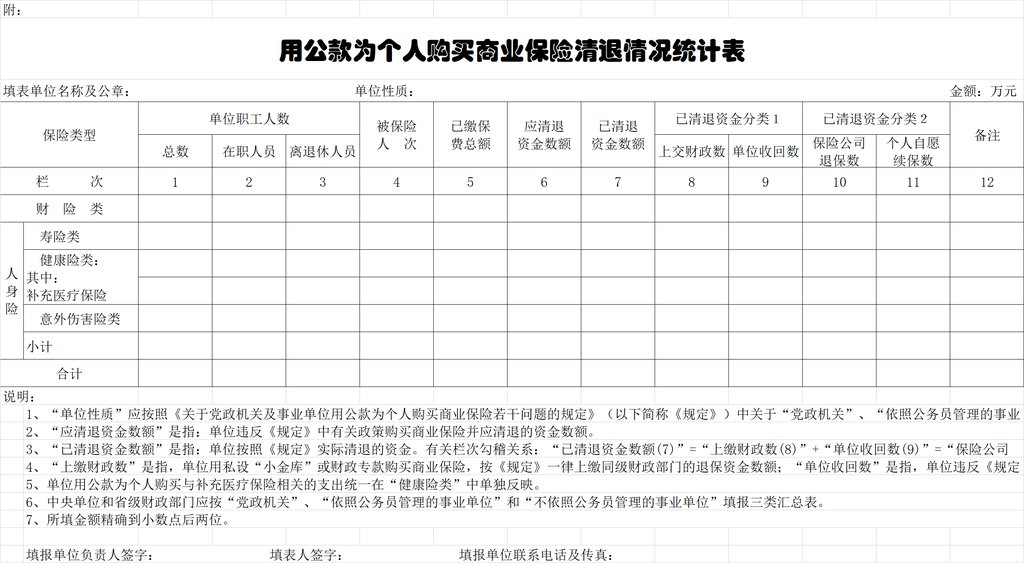 附：
用公款为个人购买商业保险清退情况统计表
填表单位名称及公章： 单位性质： 金额：万元
保险类型 单位职工人数 被保险人 次 已缴保费总额 应清退资金数额 已清退资金数额 已清退资金分类１ 已清退资金分类２ 备注
总数 在职人员 离退休人员 上交财政数 单位收回数 保险公司退保数 个人自愿续保数
栏 次 1 2 3 4 5 6 7 8 9 10 11 12
财 险 类
人身险
寿险类
健康险类：
其中：
补充医疗保险
意外伤害险类
小计
合计
说明：
1、“单位性质”应按照《关于党政机关及事业单位用公款为个人购买商业保险若干问题的规定》（以下简称《规定》）中关于“党政机关”、“依照公务员管理的事业
2、“应清退资金数额”是指：单位违反《规定》中有关政策购买商业保险并应清退的资金数额。
3、“已清退资金数额”是指：单位按照《规定》实际清退的资金。有关栏次勾稽关系：“已清退资金数额(7)”=“上缴财政数(8)”+“单位收回数(9)”=“保险公司
4、“上缴财政数”是指，单位用私设“小金库”或财政专款购买商业保险，按《规定》一律上缴同级财政部门的退保资金数额；“单位收回数”是指，单位违反《规定
5、单位用公款为个人购买与补充医疗保险相关的支出统一在“健康险类”中单独反映。
6、中央单位和省级财政部门应按“党政机关”、“依照公务员管理的事业单位”和“不依照公务员管理的事业单位”填报三类汇总表。
7、所填金额精确到小数点后两位。
填报单位负责人签字： 填表人签字： 填报单位联系电话及传真：